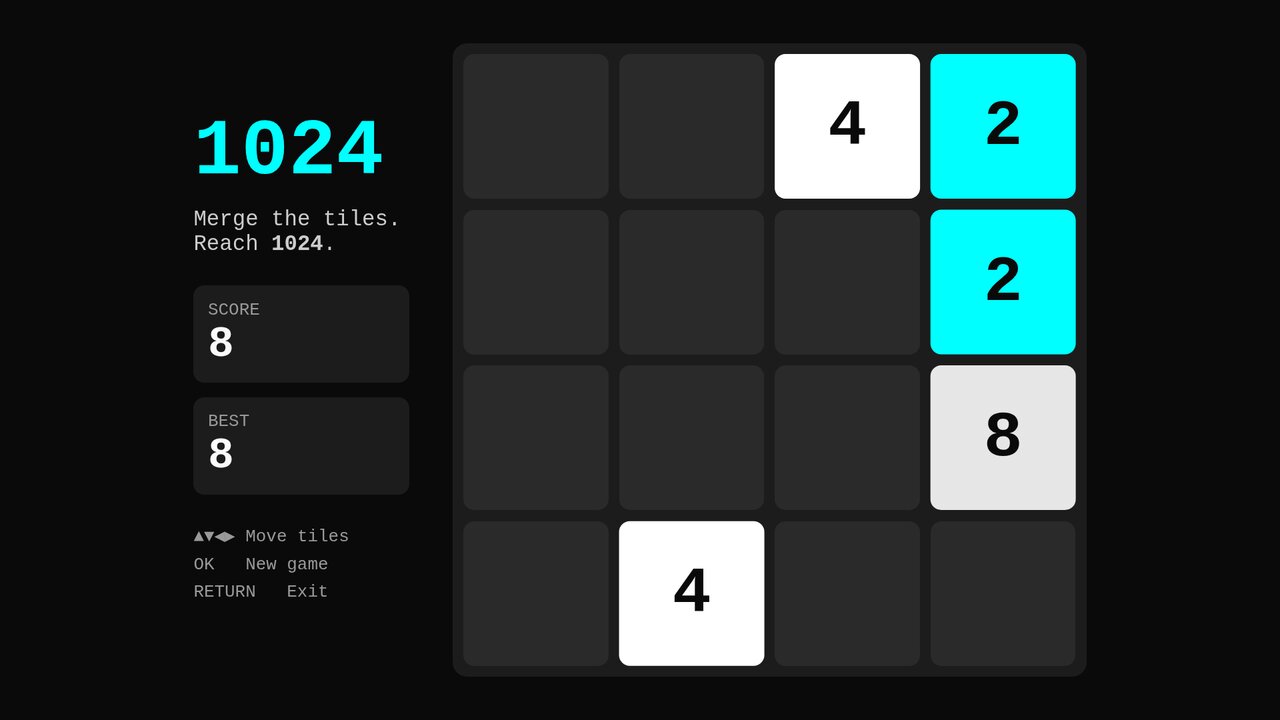 1024
Merge the tiles.
Reach 1024.
SCORE
8
BEST
8
▲▼◀▶ Move tiles
OK   New game
RETURN   Exit
4 2
2
8
4